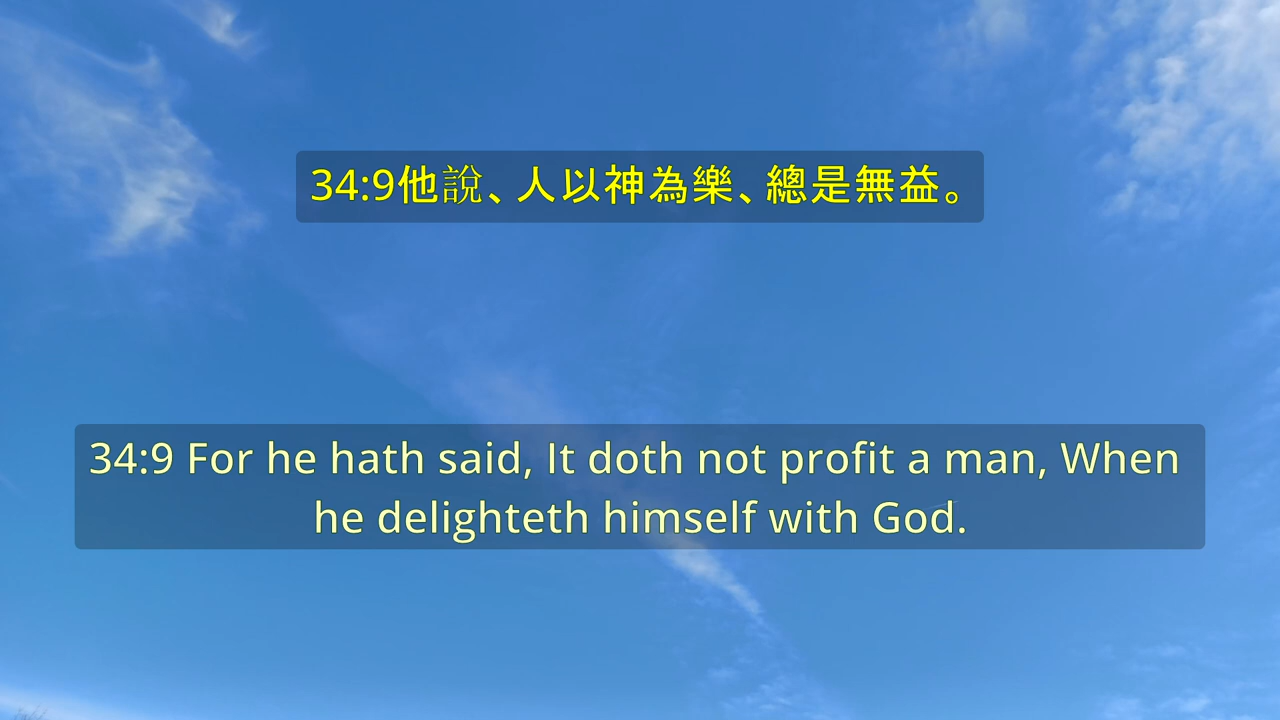 34:9他說、人以神為樂、總是無益。
34:9 For he hath said, It doth not profit a man, When
he delighteth himself with God.